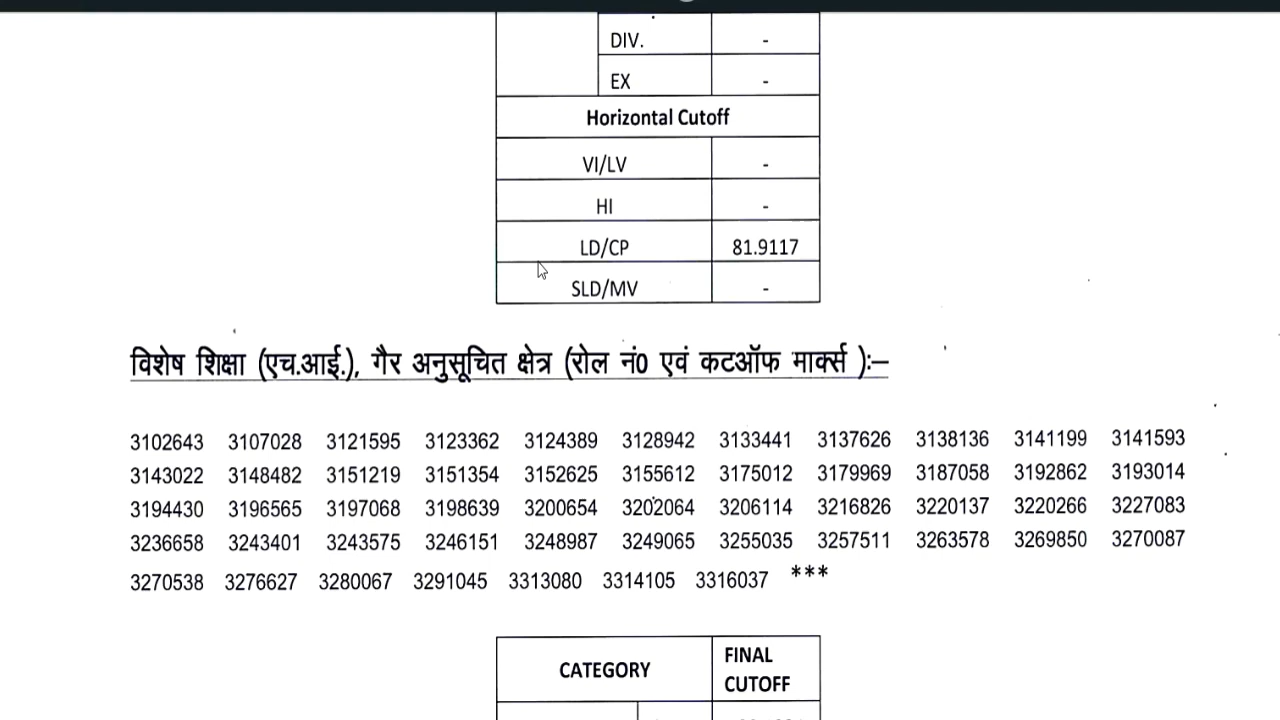 DIV. -
EX -
Horizontal Cutoff
VI/LV -
HI -
LD/CP 81.9117
SLD/MV -
विशेष शिक्षा (एच.आई.), गैर अनुसूचित क्षेत्र (रोल नं0 एवं कटऑफ मार्क्स ):–
3102643 3107028 3121595 3123362 3124389 3128942 3133441 3137626 3138136 3141199 3141593
3143022 3148482 3151219 3151354 3152625 3155612 3175012 3179969 3187058 3192862 3193014
3194430 3196565 3197068 3198639 3200654 3202064 3206114 3216826 3220137 3220266 3227083
3236658 3243401 3243575 3246151 3248987 3249065 3255035 3257511 3263578 3269850 3270087
3270538 3276627 3280067 3291045 3313080 3314105 3316037 ***
CATEGORY FINAL
CUTOFF